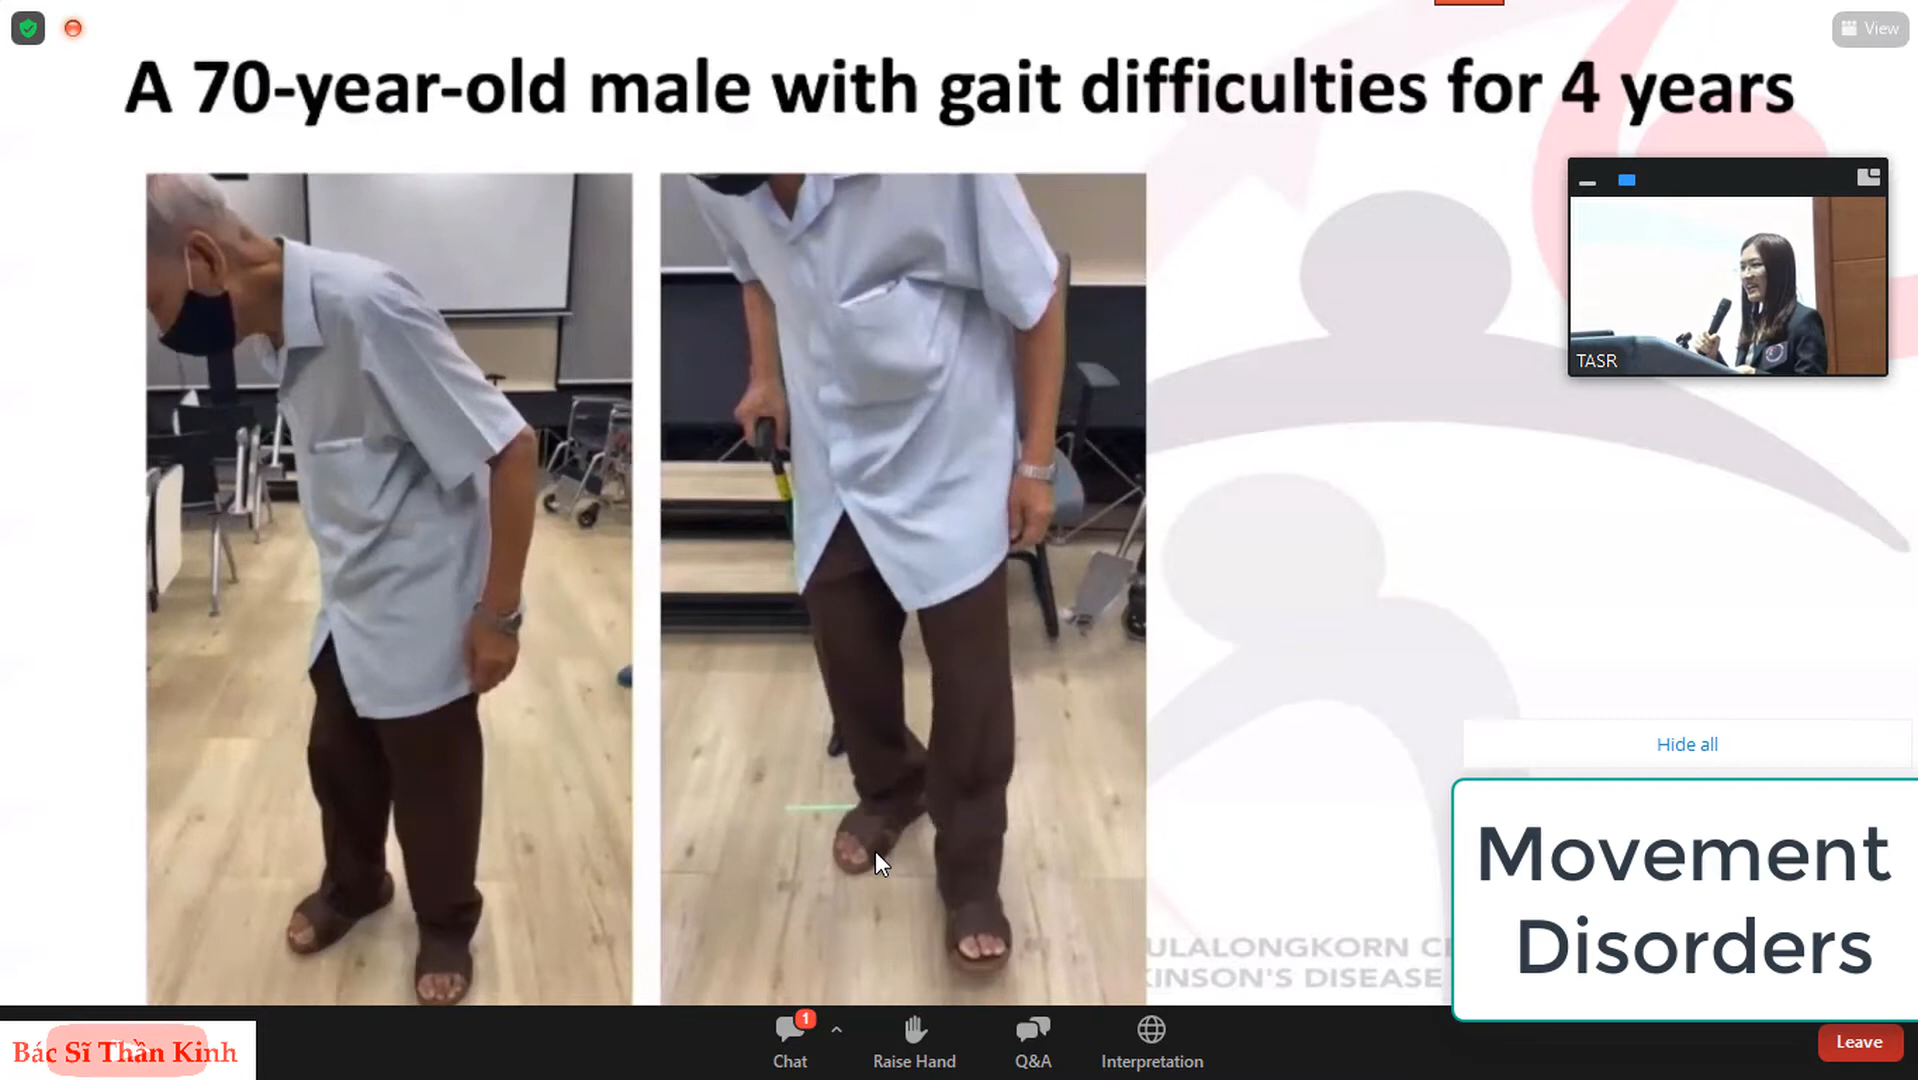 View
A 70-year-old male with gait difficulties for 4 years
TASR
Hide all
Movement
Disorders
ULALONGKORN C
KINSON'S DISEASE
Bác Sĩ Thần Kinh
1
Chat
Raise Hand
Q&A
Interpretation
Leave